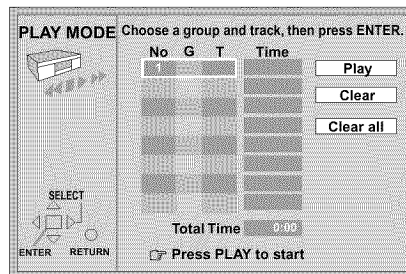 PLAY MODE
Choose a group and track, then press ENTER.
No G T Time
1
Play
Clear
Clear all
SELECT
ENTER RETURN
Total Time 0:00
☞ Press PLAY to start